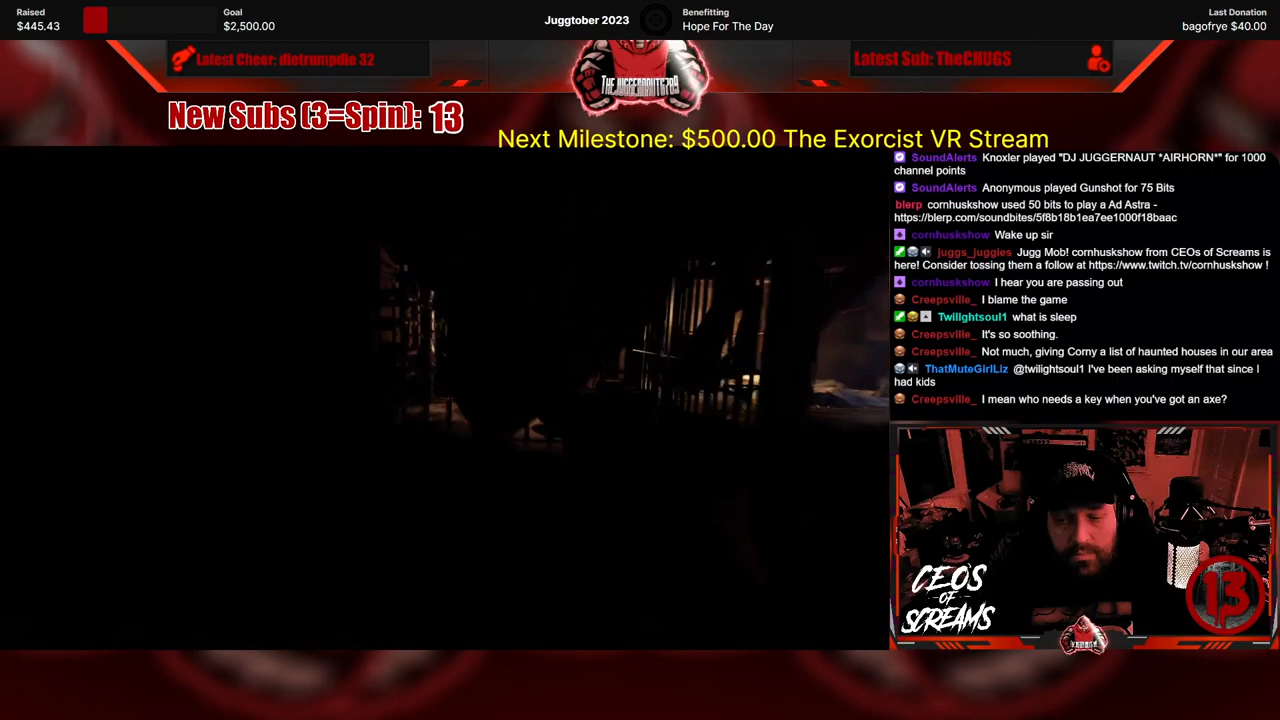 Raised
$445.43
Goal
$2,500.00
Juggtober 2023
Benefitting
Hope For The Day
Last Donation
bagofrye $40.00
Latest Cheer: dietrumpdie 32
THEJUGGERNAUT6789
Latest Sub: TheCHUGS
New Subs (3=Spin): 13
Next Milestone: $500.00 The Exorcist VR Stream
SoundAlerts Knoxler played "DJ JUGGERNAUT *AIRHORN*" for 1000
channel points
SoundAlerts Anonymous played Gunshot for 75 Bits
blerp cornhuskshow used 50 bits to play a Ad Astra -
https://blerp.com/soundbites/5f8b18b1ea7ee1000f18baac
cornhuskshow Wake up sir
juggs_juggies Jugg Mob! cornhuskshow from CEOs of Screams is
here! Consider tossing them a follow at https://www.twitch.tv/cornhuskshow !
cornhuskshow I hear you are passing out
Creepsville_ I blame the game
Twilightsoul1 what is sleep
Creepsville_ It's so soothing.
Creepsville_ Not much, giving Corny a list of haunted houses in our area
ThatMuteGirlLiz @twilightsoul1 I've been asking myself that since I
had kids
Creepsville_ I mean who needs a key when you've got an axe?
CEOS
OF
SCREAMS
13